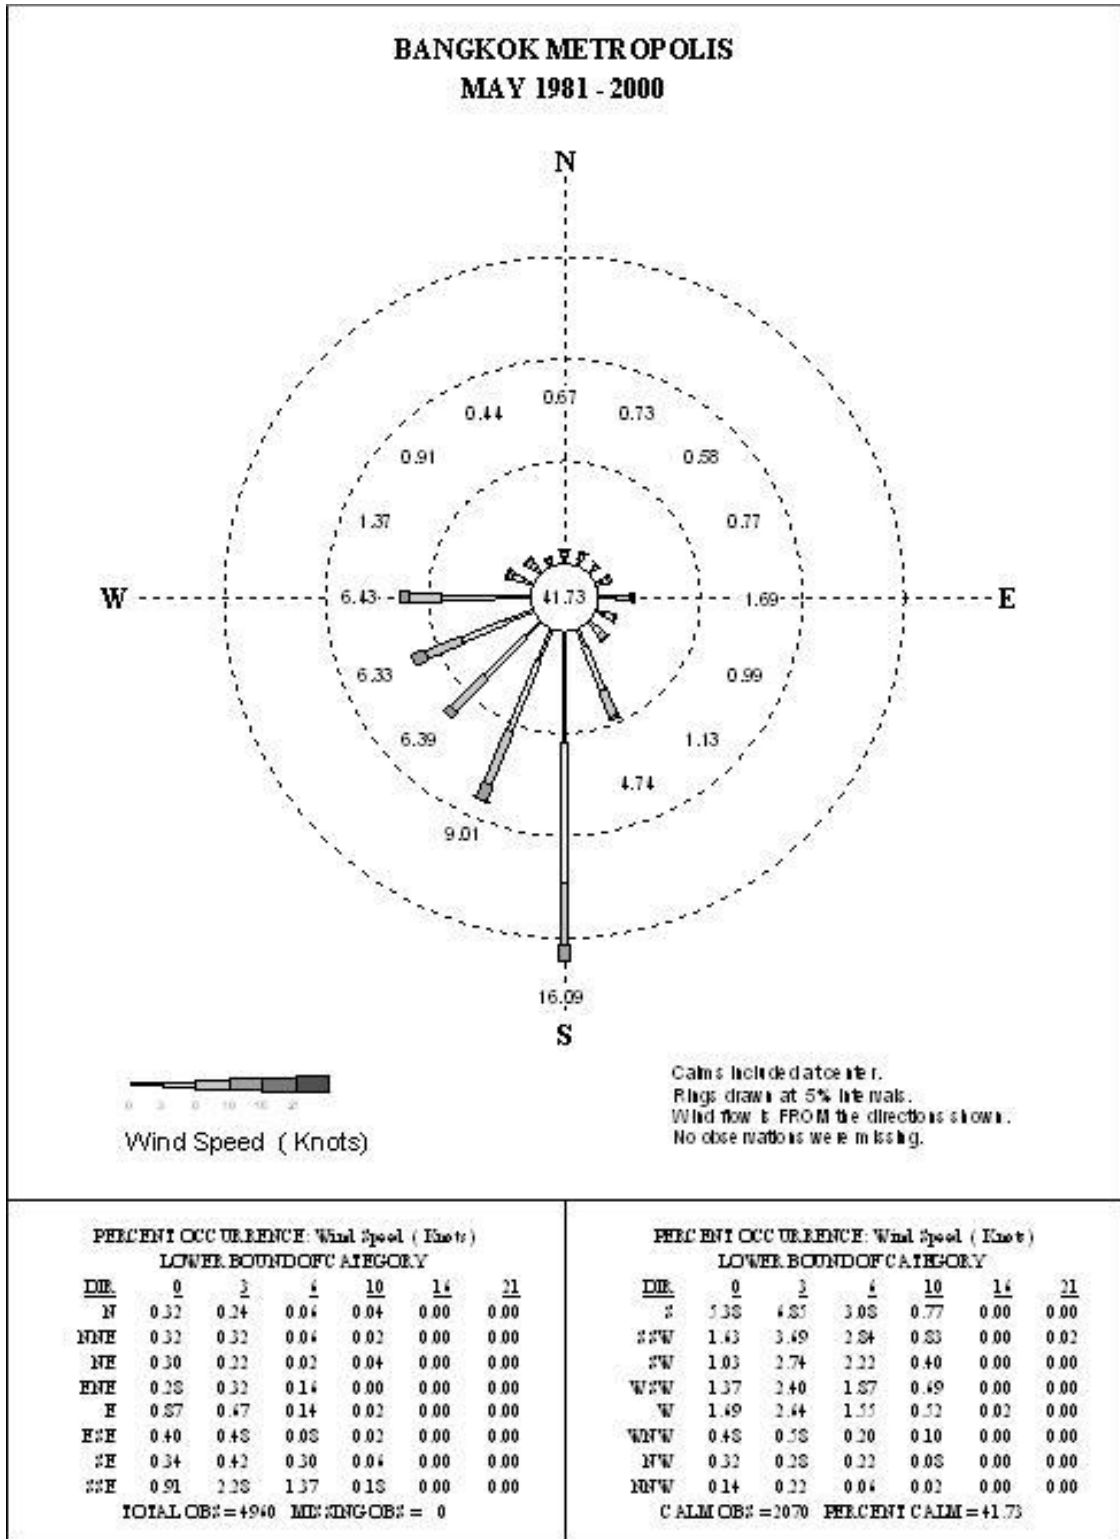 BANGKOK METROPOLIS
MAY 1981 - 2000
N
0.67
0.44
0.73
0.91
0.58
1.37
0.77
W
6.43
41.73
1.69
E
6.33
0.99
6.39
1.13
4.74
9.01
16.09
S
Wind Speed ( Knots)
Calms included at center.
Rings drawn at 5% intervals.
Wind flow is FROM the directions shown.
No observations were missing.
PERCENT OCCURRENCE: Wind Speed ( Knots)
LOWER BOUND OF CATEGORY
DIR 0 3 6 10 16 21
N 0.32 0.24 0.06 0.04 0.00 0.00
NNE 0.32 0.32 0.06 0.02 0.00 0.00
NE 0.30 0.22 0.02 0.04 0.00 0.00
ENE 0.28 0.32 0.16 0.00 0.00 0.00
E 0.87 0.67 0.14 0.02 0.00 0.00
ESE 0.40 0.48 0.08 0.02 0.00 0.00
SE 0.34 0.42 0.30 0.06 0.00 0.00
SSE 0.91 2.28 1.37 0.18 0.00 0.00
TOTAL OBS = 4960 MISSING OBS = 0
PERCENT OCCURRENCE: Wind Speed ( Knots)
LOWER BOUND OF CATEGORY
DIR 0 3 6 10 16 21
S 5.38 6.85 3.08 0.77 0.00 0.00
SSW 1.63 3.69 2.84 0.83 0.00 0.02
SW 1.03 2.74 2.22 0.40 0.00 0.00
WSW 1.37 2.40 1.87 0.69 0.00 0.00
W 1.69 2.64 1.55 0.52 0.02 0.00
WNW 0.48 0.58 0.20 0.10 0.00 0.00
NW 0.32 0.28 0.22 0.08 0.00 0.00
NNW 0.14 0.22 0.06 0.02 0.00 0.00
CALM OBS = 2070 PERCENT CALM = 41.73